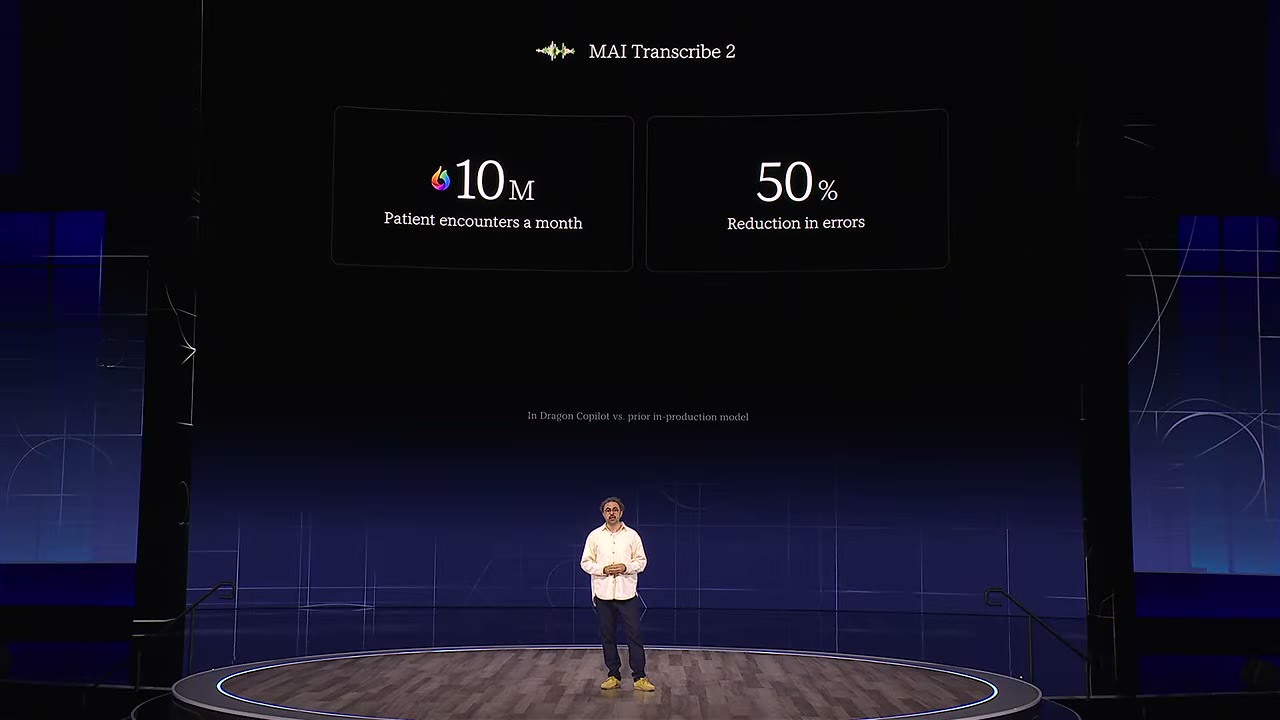 MAI Transcribe 2
10M
Patient encounters a month
50%
Reduction in errors
In Dragon Copilot vs. prior in-production model